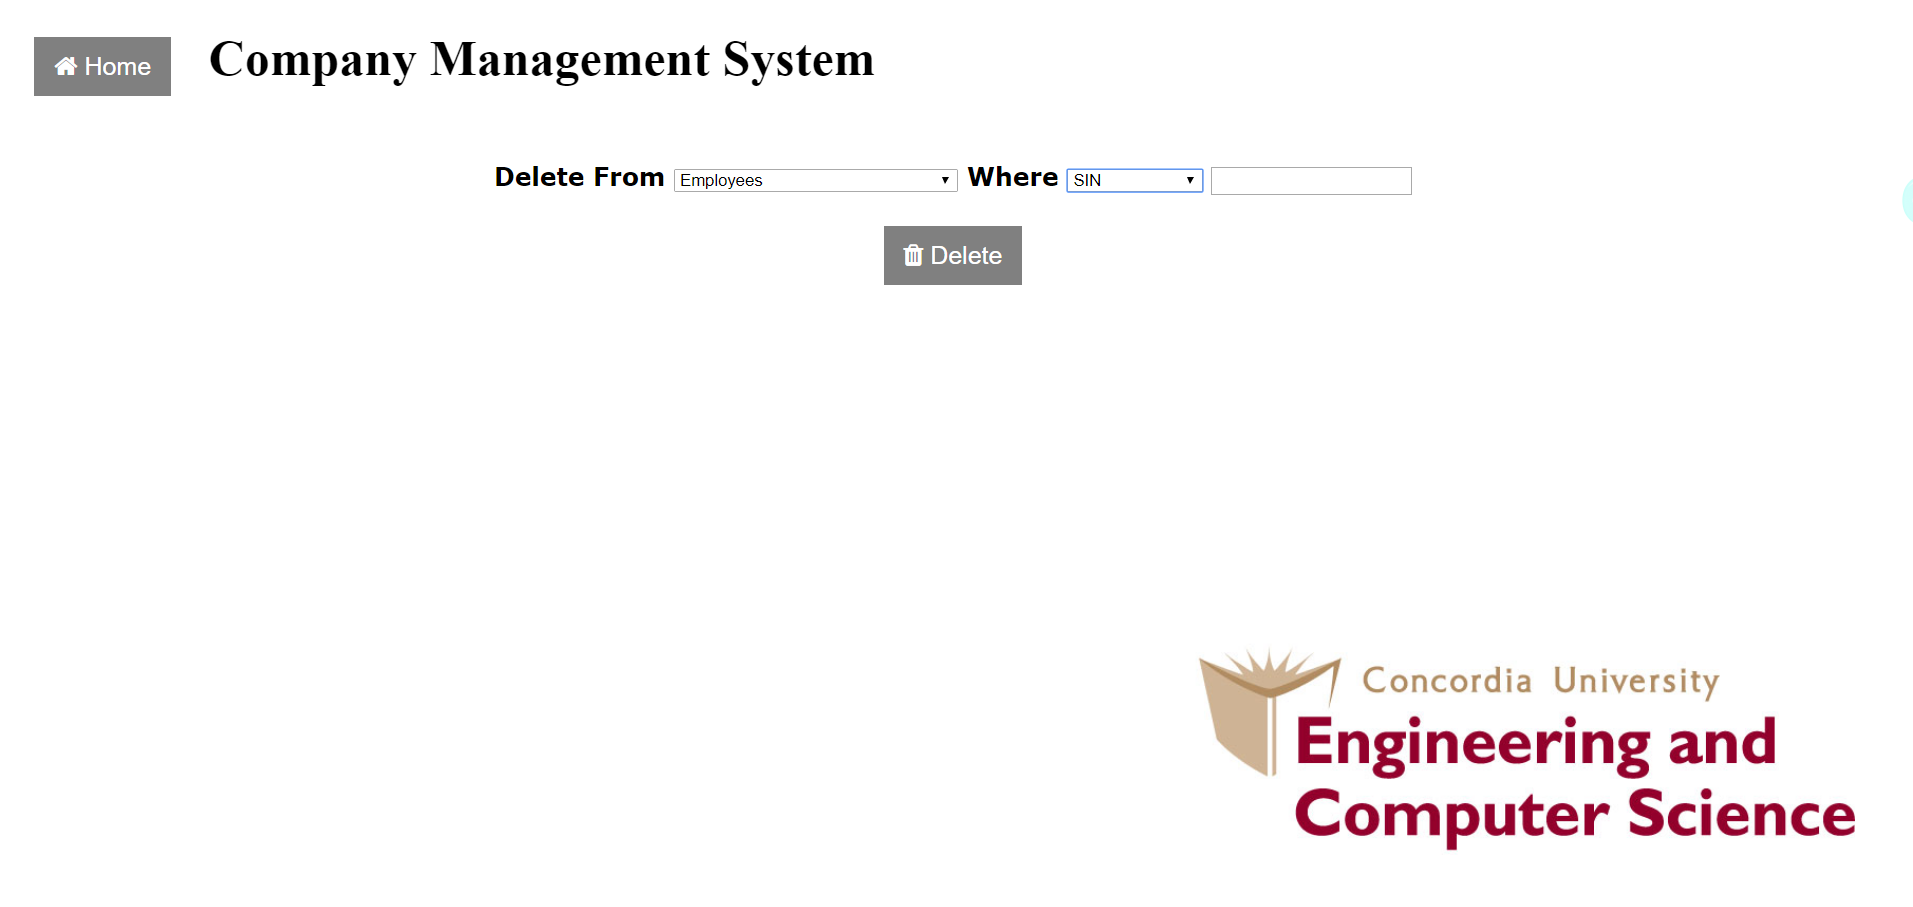 Home
Company Management System
Delete From Employees Where SIN
Delete
Concordia University
Engineering and
Computer Science